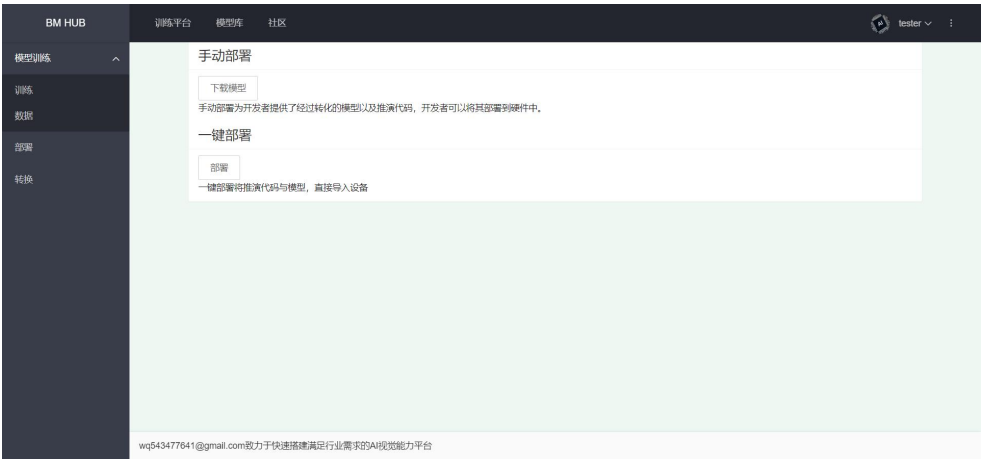 BM HUB
训练平台 模型库 社区
tester
模型训练
训练
数据
部署
转换
手动部署
下载模型
手动部署为开发者提供了经过转化的模型以及推演代码，开发者可以将其部署到硬件中。
一键部署
部署
一键部署将推演代码与模型，直接导入设备
wq543477641@gmail.com致力于快速搭建满足行业需求的AI视觉能力平台